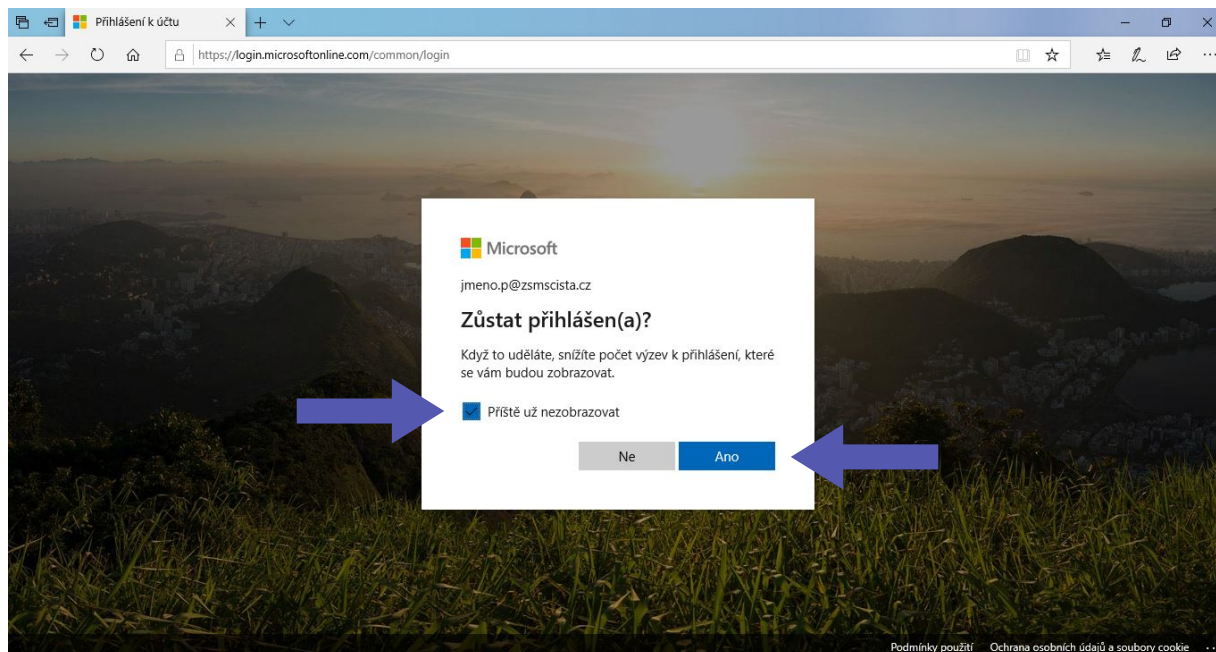 Přihlášení k účtu
https://login.microsoftonline.com/common/login
Microsoft
jmeno.p@zsmscista.cz
Zůstat přihlášen(a)?
Když to uděláte, snížíte počet výzev k přihlášení, které
se vám budou zobrazovat.
Příště už nezobrazovat
Ne Ano
Podmínky použití Ochrana osobních údajů a soubory cookie